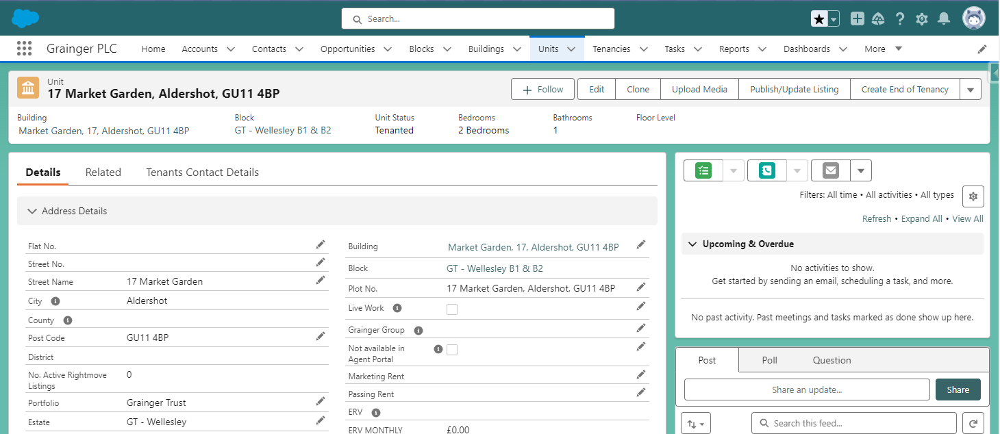 Search...
Grainger PLC Home Accounts Contacts Opportunities Blocks Buildings Units Tenancies Tasks Reports Dashboards More
Unit
17 Market Garden, Aldershot, GU11 4BP
Follow Edit Clone Upload Media Publish/Update Listing Create End of Tenancy
Building Block Unit Status Bedrooms Bathrooms Floor Level
Market Garden, 17, Aldershot, GU11 4BP GT - Wellesley B1 & B2 Tenanted 2 Bedrooms 1
Details Related Tenants Contact Details
Address Details
Flat No.
Street No.
Street Name 17 Market Garden
City Aldershot
County
Post Code GU11 4BP
District
No. Active Rightmove
Listings
0
Portfolio Grainger Trust
Estate GT - Wellesley
Building Market Garden, 17, Aldershot, GU11 4BP
Block GT - Wellesley B1 & B2
Plot No. 17 Market Garden, Aldershot, GU11 4BP
Live Work
Grainger Group
Not available in
Agent Portal
Marketing Rent
Passing Rent
ERV
ERV MONTHLY £0.00
Filters: All time • All activities • All types
Refresh • Expand All • View All
Upcoming & Overdue
No activities to show.
Get started by sending an email, scheduling a task, and more.
No past activity. Past meetings and tasks marked as done show up here.
Post Poll Question
Share an update... Share
Search this feed...